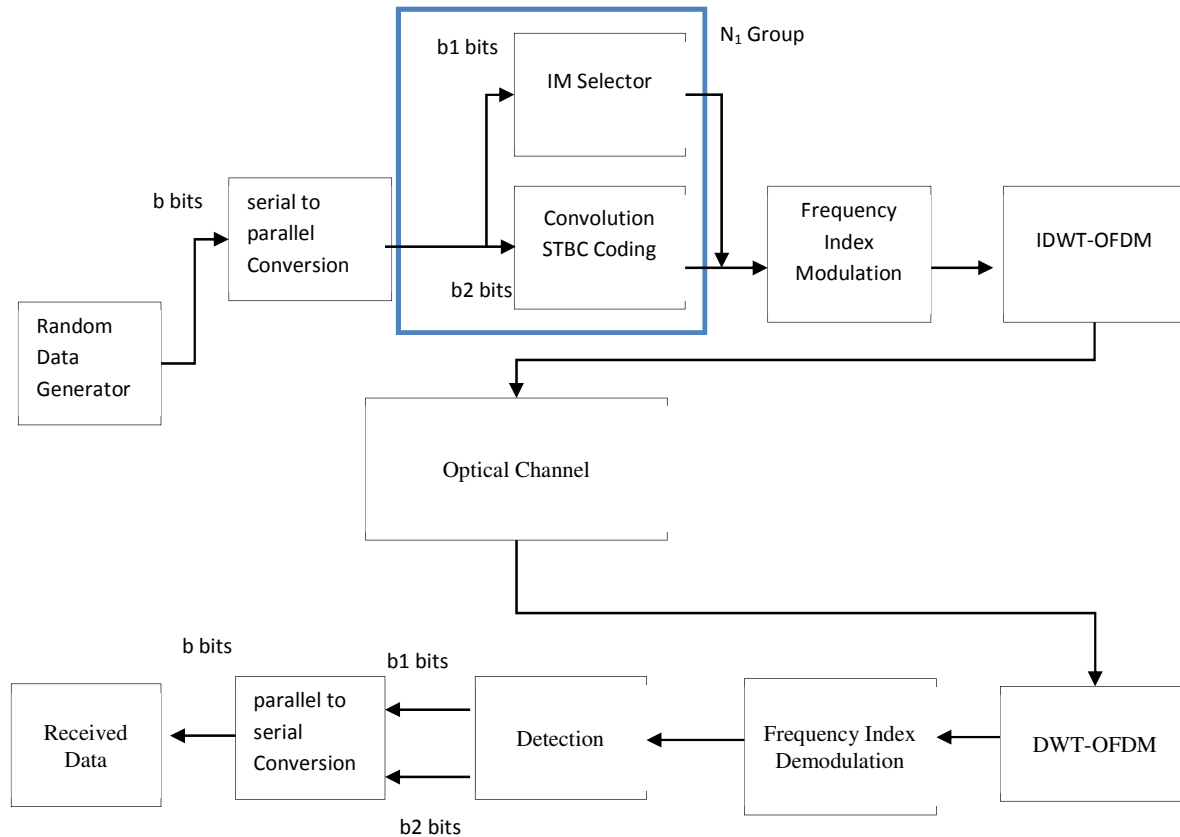 N₁ Group
b1 bits
IM Selector
b bits
serial to
parallel
Conversion
Convolution
STBC Coding
b2 bits
Frequency
Index
Modulation
IDWT-OFDM
Random
Data
Generator
Optical Channel
b bits
b1 bits
Received
Data
parallel to
serial
Conversion
Detection
Frequency Index
Demodulation
DWT-OFDM
b2 bits